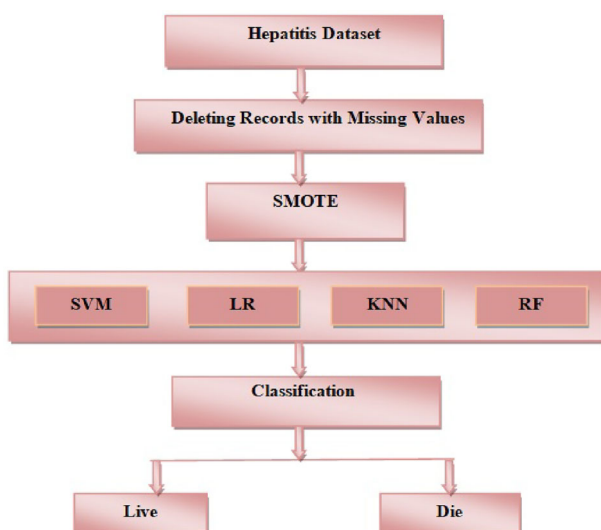 Hepatitis Dataset
Deleting Records with Missing Values
SMOTE
SVM LR KNN RF
Classification
Live Die